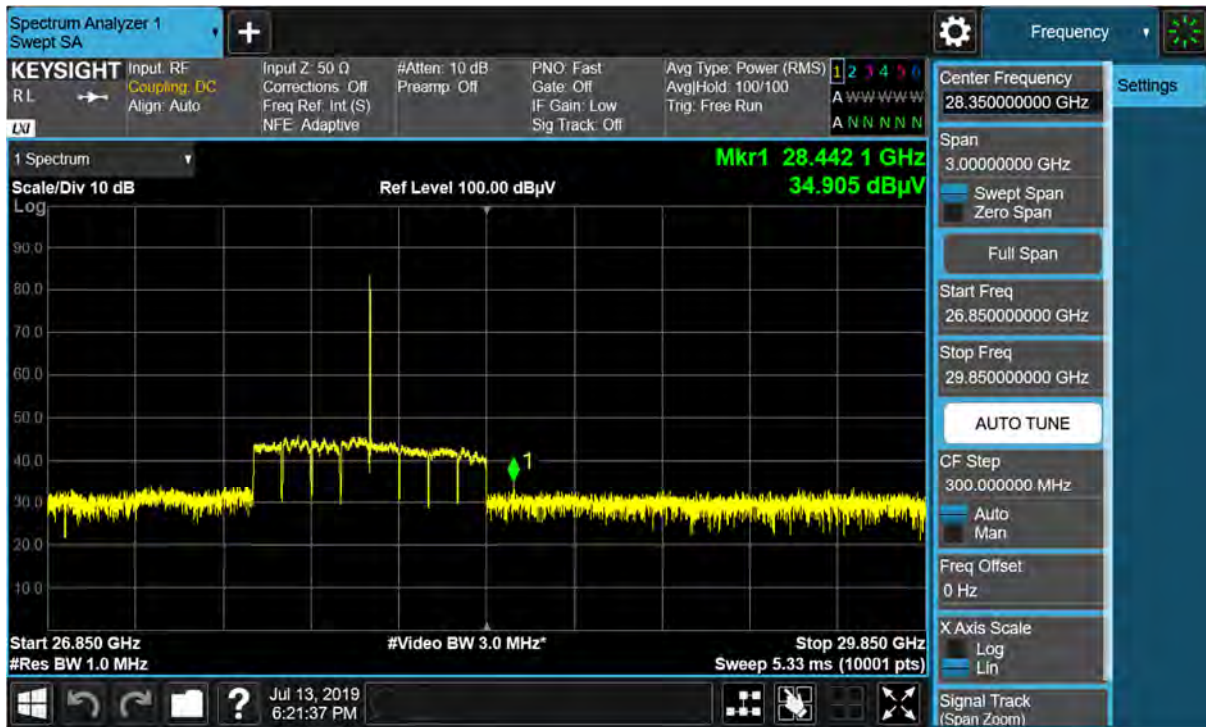 Spectrum Analyzer 1
Swept SA
+
Frequency
KEYSIGHT
RL
LXI
Input: RF
Coupling: DC
Align: Auto
Input Z: 50 Ω
Corrections: Off
Freq Ref: Int (S)
NFE: Adaptive
#Atten: 10 dB
Preamp: Off
PNO: Fast
Gate: Off
IF Gain: Low
Sig Track: Off
Avg Type: Power (RMS)
Avg|Hold: 100/100
Trig: Free Run
1 2 3 4 5 6
A W W W W W
A N N N N N
1 Spectrum
Scale/Div 10 dB
Log
Ref Level 100.00 dBµV
Mkr1 28.442 1 GHz
34.905 dBµV
90.0
80.0
70.0
60.0
50.0
40.0
30.0
20.0
10.0
1
Start 26.850 GHz
#Res BW 1.0 MHz
#Video BW 3.0 MHz*
Stop 29.850 GHz
Sweep 5.33 ms (10001 pts)
Center Frequency
28.350000000 GHz
Settings
Span
3.00000000 GHz
Swept Span
Zero Span
Full Span
Start Freq
26.850000000 GHz
Stop Freq
29.850000000 GHz
AUTO TUNE
CF Step
300.000000 MHz
Auto
Man
Freq Offset
0 Hz
X Axis Scale
Log
Lin
Signal Track
(Span Zoom)
?
Jul 13, 2019
6:21:37 PM